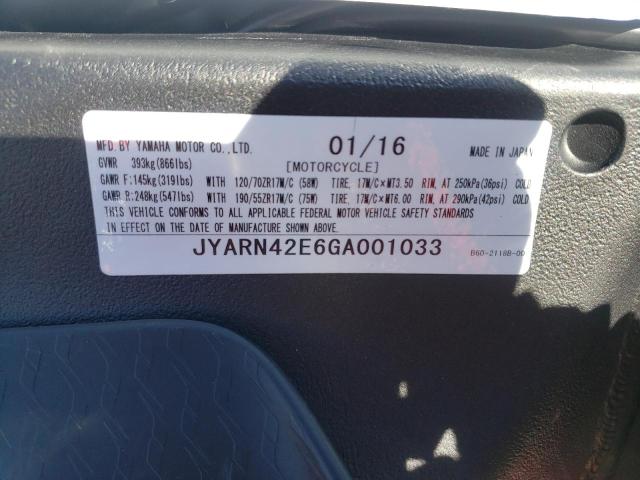 MFD.BY YAMAHA MOTOR CO.,LTD. 01/16 MADE IN JAPAN
GVWR 393kg(866lbs) [MOTORCYCLE]
GAWR F:145kg(319lbs) WITH 120/70ZR17M/C (58W) TIRE, 17M/C×MT3.50 RIM, AT 250kPa(36psi) COLD
GAWR R:248kg(547lbs) WITH 190/55ZR17M/C (75W) TIRE, 17M/C×MT6.00 RIM, AT 290kPa(42psi) COLD
THIS VEHICLE CONFORMS TO ALL APPLICABLE FEDERAL MOTOR VEHICLE SAFETY STANDARDS
IN EFFECT ON THE DATE OF MANUFACTURE SHOWN ABOVE.
JYARN42E6GA001033 B60-2118B-00